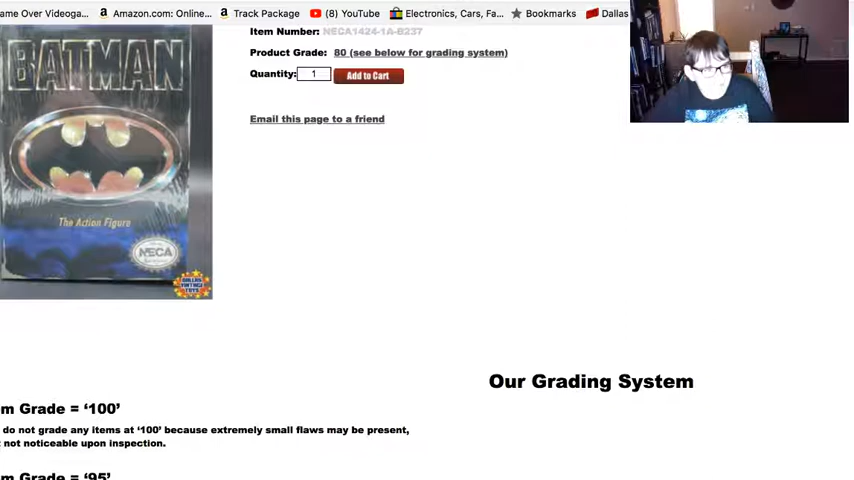 ame Over Videoga... Amazon.com: Online... Track Package (8) YouTube Electronics, Cars, Fa... Bookmarks Dallas
Item Number: NECA1424-1A-B237
Product Grade: 80 (see below for grading system)
Quantity: 1 Add to Cart
Email this page to a friend
BATMAN
The Action Figure
NECA
DALLAS
VINTAGE
TOYS
Our Grading System
m Grade = ‘100’
do not grade any items at ‘100’ because extremely small flaws may be present,
not noticeable upon inspection.
m Grade = ‘95’